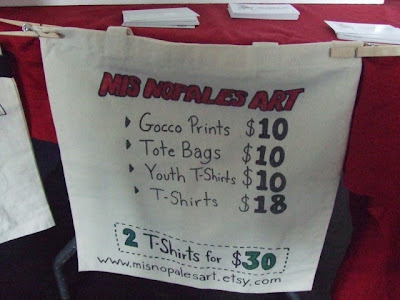 MIS NOPALES ART
Gocco Prints $10
Tote Bags $10
Youth T-Shirts $10
T-Shirts $18
2 T-Shirts for $30
www.misnopalesart.etsy.com